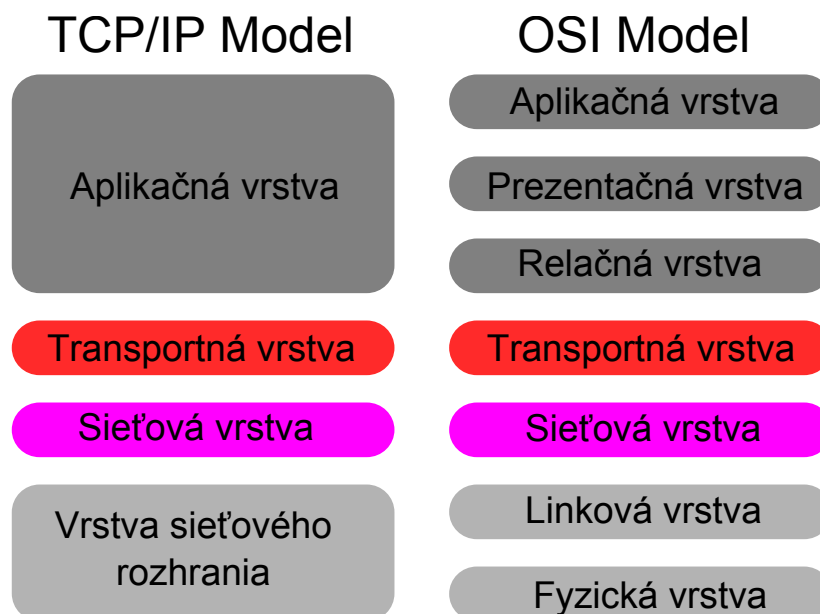 TCP/IP Model
Aplikačná vrstva
Transportná vrstva
Sieťová vrstva
Vrstva sieťového
rozhrania
OSI Model
Aplikačná vrstva
Prezentačná vrstva
Relačná vrstva
Transportná vrstva
Sieťová vrstva
Linková vrstva
Fyzická vrstva